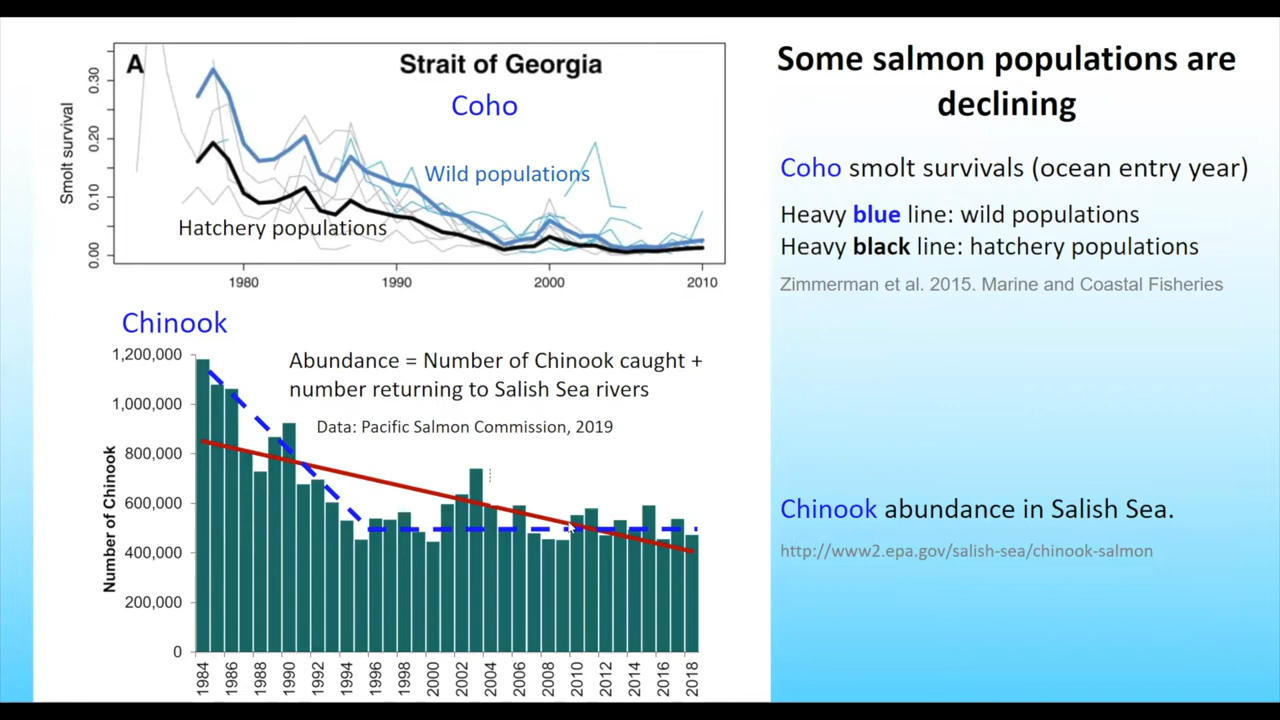 Some salmon populations are
declining
A
Strait of Georgia
Coho
Wild populations
Hatchery populations
Smolt survival
0.30
0.20
0.10
0.00
1980
1990
2000
2010
Coho smolt survivals (ocean entry year)
Heavy blue line: wild populations
Heavy black line: hatchery populations
Zimmerman et al. 2015. Marine and Coastal Fisheries
Chinook
Abundance = Number of Chinook caught +
number returning to Salish Sea rivers
Data: Pacific Salmon Commission, 2019
Number of Chinook
1,200,000
1,000,000
800,000
600,000
400,000
200,000
0
1984
1986
1988
1990
1992
1994
1996
1998
2000
2002
2004
2006
2008
2010
2012
2014
2016
2018
Chinook abundance in Salish Sea.
http://www2.epa.gov/salish-sea/chinook-salmon